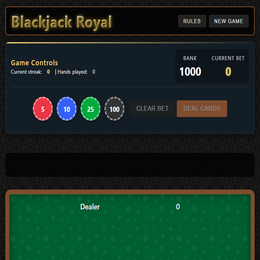 Blackjack Royal
RULES
NEW GAME
Game Controls
Current streak: 0 | Hands played: 0
BANK
1000
CURRENT BET
0
5
10
25
100
CLEAR BET
DEAL CARDS
Dealer
0